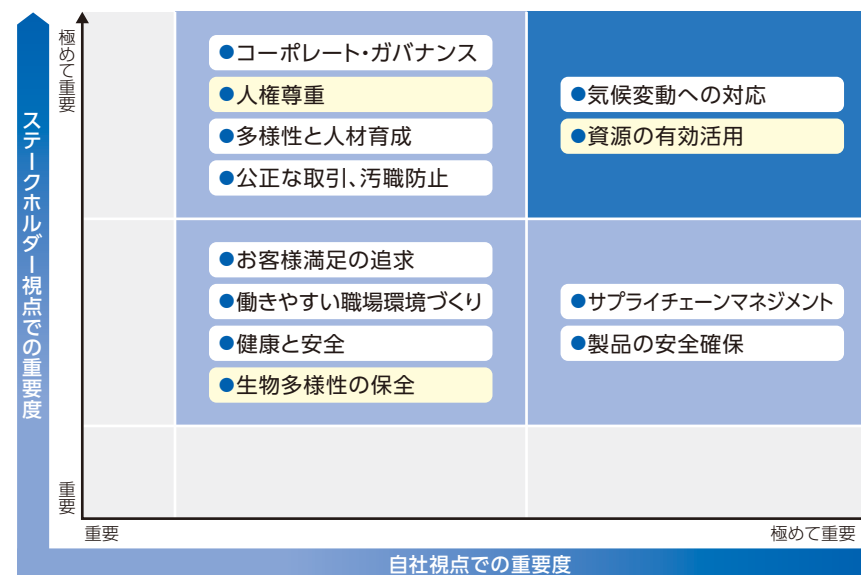 ステークホルダー視点での重要度
極めて重要
重要
●コーポレート・ガバナンス
●人権尊重
●多様性と人材育成
●公正な取引、汚職防止
●気候変動への対応
●資源の有効活用
●お客様満足の追求
●働きやすい職場環境づくり
●健康と安全
●生物多様性の保全
●サプライチェーンマネジメント
●製品の安全確保
重要
極めて重要
自社視点での重要度